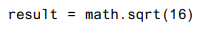 result = math.sqrt(16)